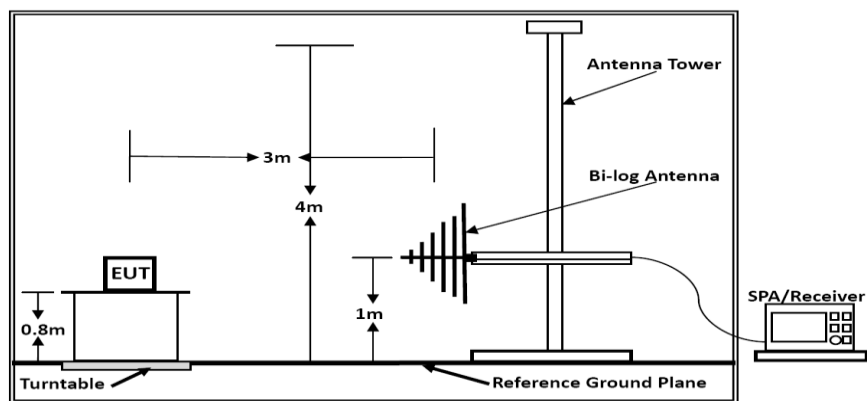 Antenna Tower
3m
Bi-log Antenna
4m
EUT
SPA/Receiver
0.8m
1m
Turntable
Reference Ground Plane